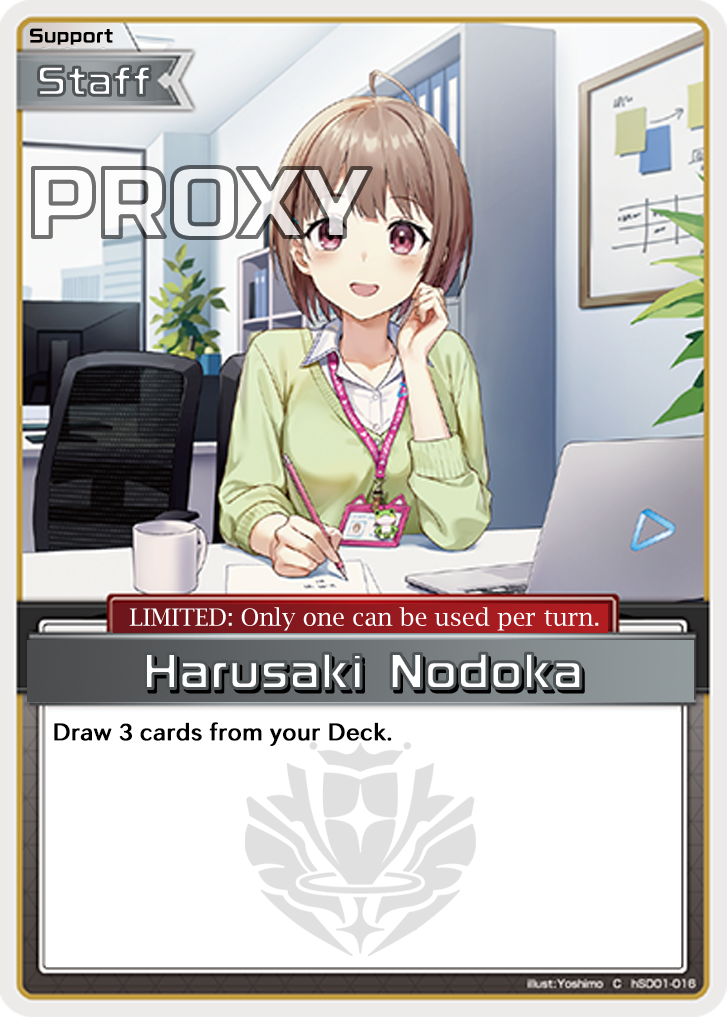 Support
Staff
PROXY
LIMITED: Only one can be used per turn.
Harusaki Nodoka
Draw 3 cards from your Deck.
illust:Yoshimo C hSD01-016